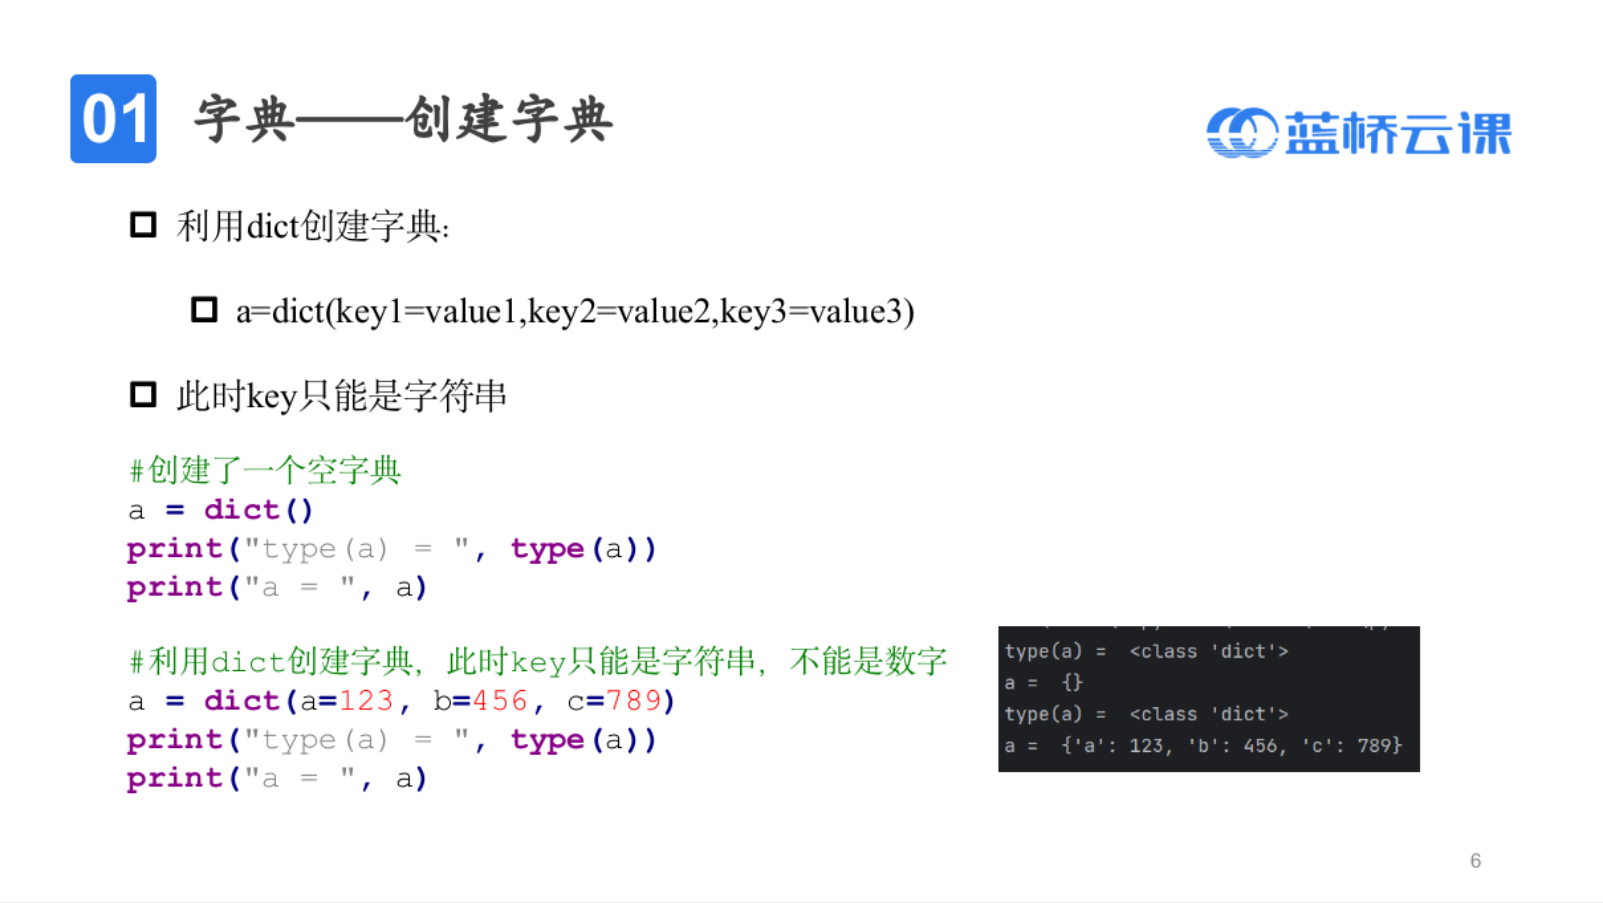 01 字典——创建字典
蓝桥云课
利用dict创建字典：
a=dict(key1=value1,key2=value2,key3=value3)
此时key只能是字符串
#创建了一个空字典
a = dict()
print("type(a) = ", type(a))
print("a = ", a)
#利用dict创建字典，此时key只能是字符串，不能是数字
a = dict(a=123, b=456, c=789)
print("type(a) = ", type(a))
print("a = ", a)
type(a) =  <class 'dict'>
a =  {}
type(a) =  <class 'dict'>
a =  {'a': 123, 'b': 456, 'c': 789}
6